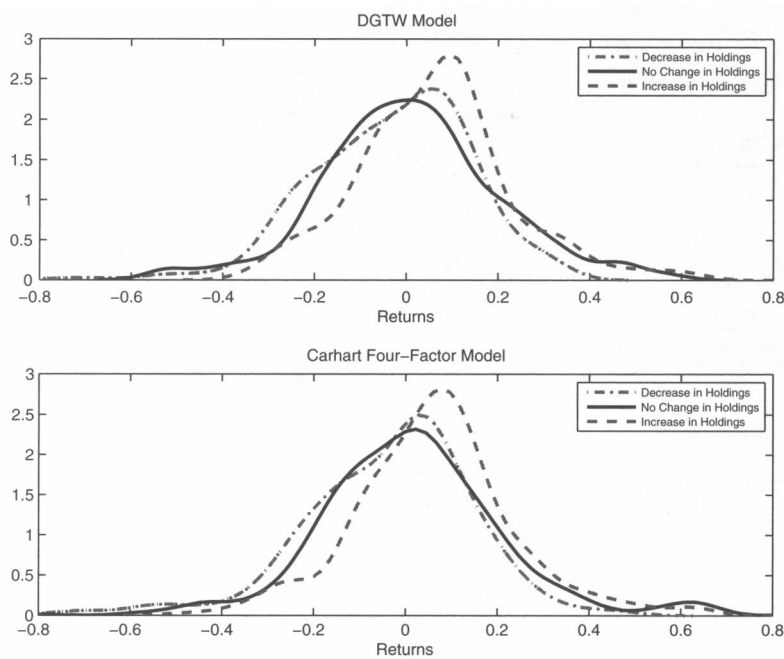 DGTW Model
3
2.5
2
1.5
1
0.5
0
Decrease in Holdings
No Change in Holdings
Increase in Holdings
−0.8 −0.6 −0.4 −0.2 0 0.2 0.4 0.6 0.8
Returns
Carhart Four−Factor Model
3
2.5
2
1.5
1
0.5
0
Decrease in Holdings
No Change in Holdings
Increase in Holdings
−0.8 −0.6 −0.4 −0.2 0 0.2 0.4 0.6 0.8
Returns